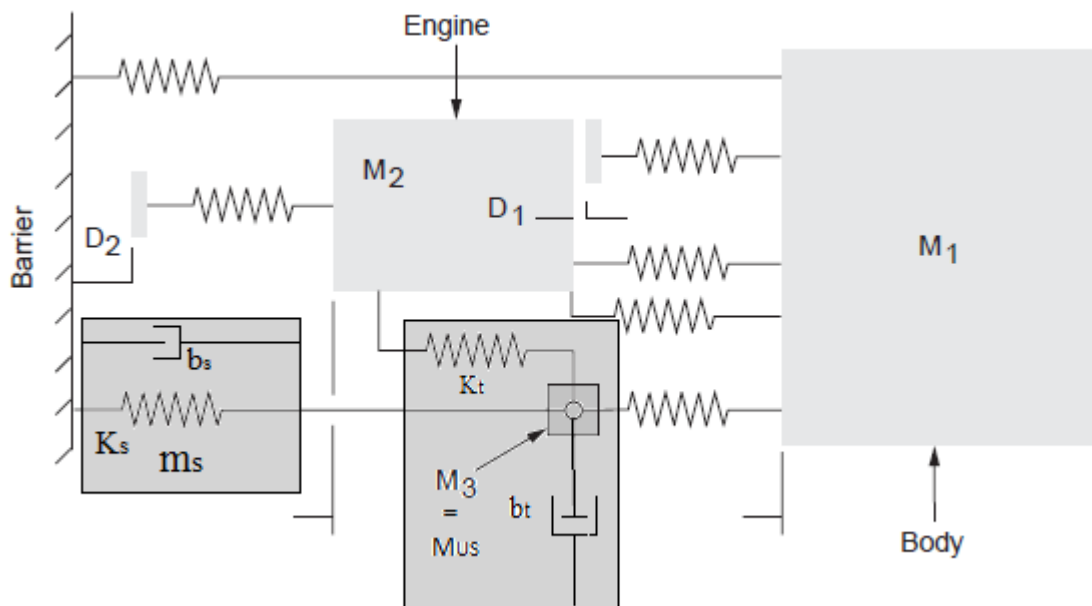 Engine
Barrier
M2
D1
D2
M1
bs
Kt
Ks
ms
M3
=
Mus
bt
Body